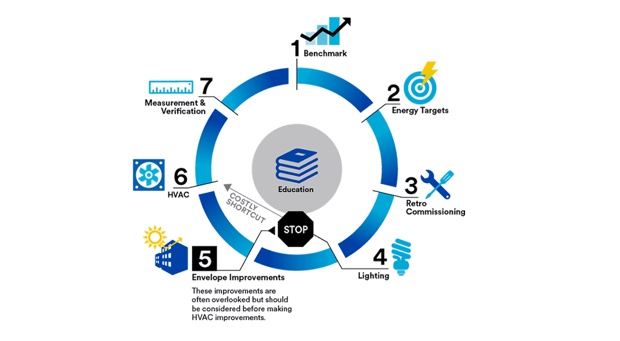 1
Benchmark
2
Energy Targets
3
Retro
Commissioning
4
Lighting
5
Envelope Improvements
These improvements are
often overlooked but should
be considered before making
HVAC improvements.
6
HVAC
7
Measurement &
Verification
Education
COSTLY
SHORTCUT
STOP